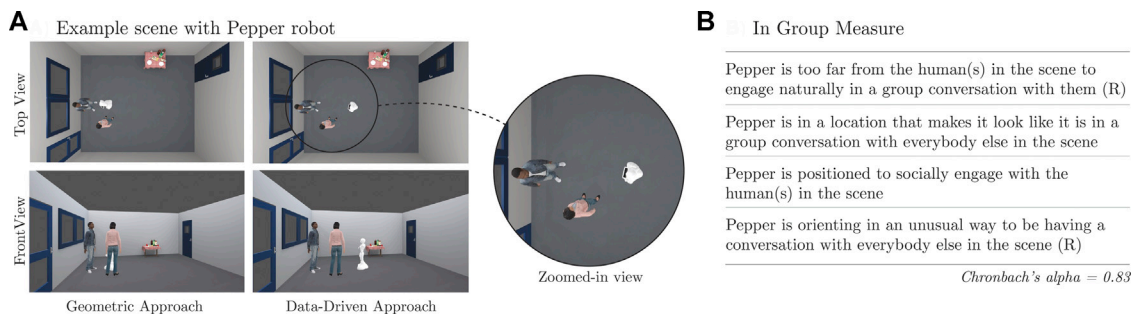 A
Example scene with Pepper robot
Top View
FrontView
Geometric Approach
Data-Driven Approach
Zoomed-in view
B
In Group Measure
Pepper is too far from the human(s) in the scene to
engage naturally in a group conversation with them (R)
Pepper is in a location that makes it look like it is in a
group conversation with everybody else in the scene
Pepper is positioned to socially engage with the
human(s) in the scene
Pepper is orienting in an unusual way to be having a
conversation with everybody else in the scene (R)
Chronbach's alpha = 0.83